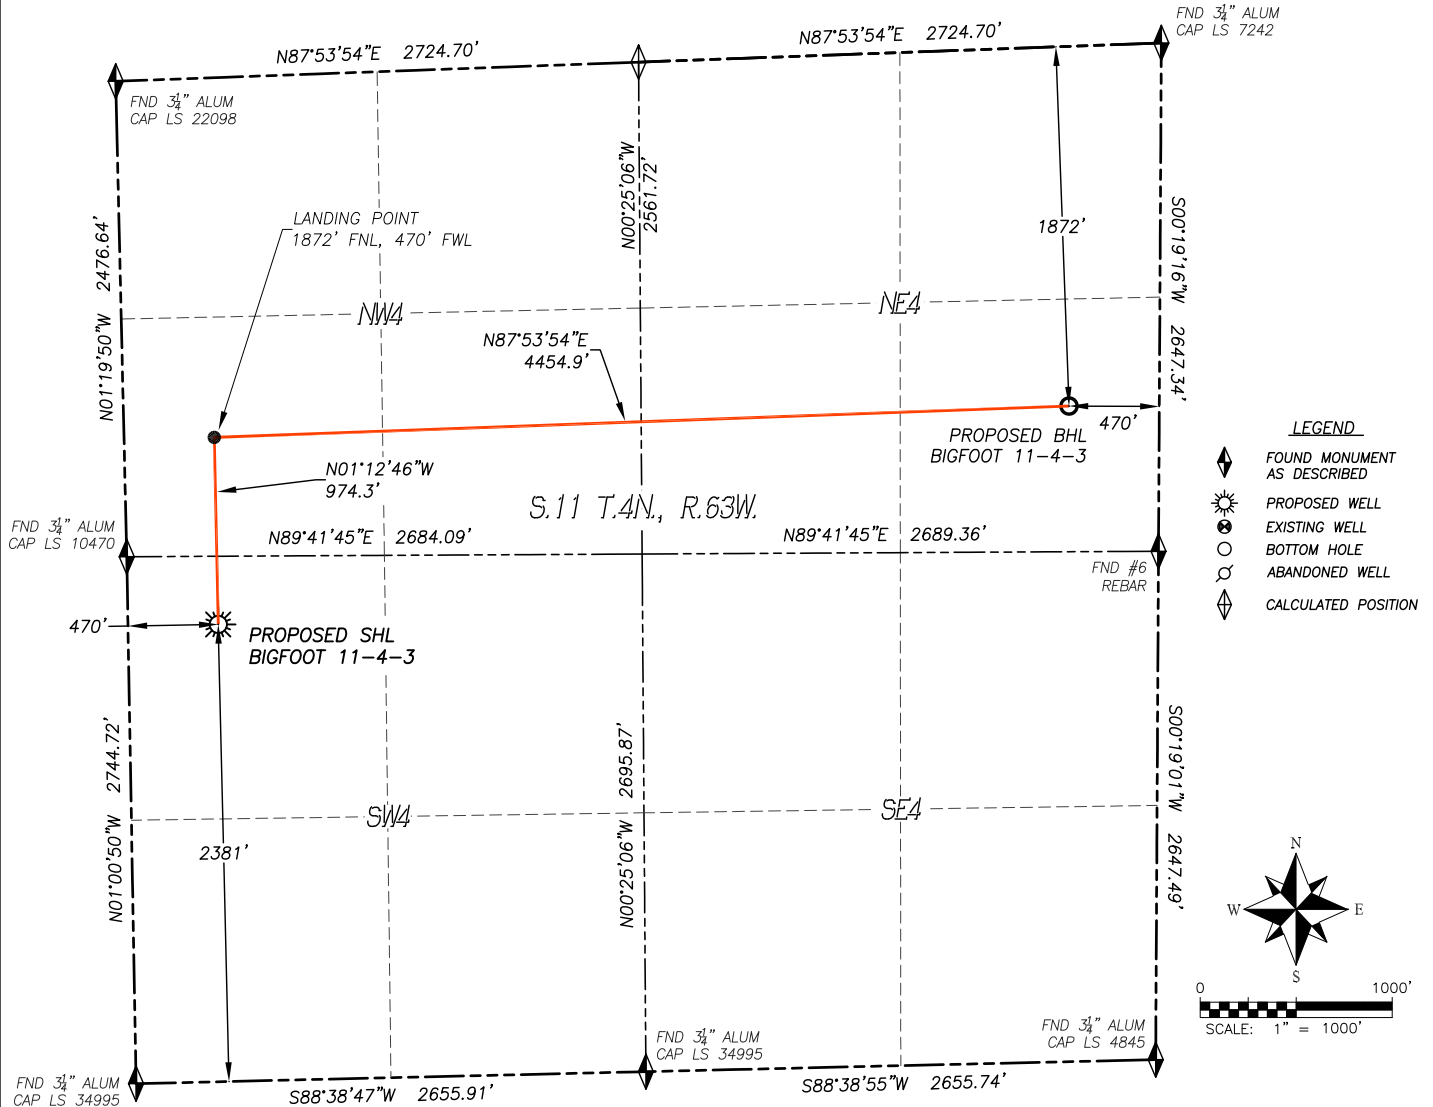 N87°53'54"E 2724.70'
N87°53'54"E 2724.70'
FND 3¼" ALUM
CAP LS 7242
FND 3¼" ALUM
CAP LS 22098
N01°19'50"W 2476.64'
N00°25'06"W
2561.72'
S00°19'16"W 2647.34'
LANDING POINT
1872' FNL, 470' FWL
1872'
NW4
NE4
N87°53'54"E
4454.9'
PROPOSED BHL
BIGFOOT 11-4-3
470'
N01°12'46"W
974.3'
S.11 T.4N., R.63W.
FND 3¼" ALUM
CAP LS 10470
N89°41'45"E 2684.09'
N89°41'45"E 2689.36'
FND #6
REBAR
470'
PROPOSED SHL
BIGFOOT 11-4-3
N01°00'50"W 2744.72'
N00°25'06"W 2695.87'
S00°19'01"W 2647.49'
SW4
SE4
2381'
FND 3¼" ALUM
CAP LS 34995
FND 3¼" ALUM
CAP LS 4845
FND 3¼" ALUM
CAP LS 34995
S88°38'47"W 2655.91'
S88°38'55"W 2655.74'
LEGEND
FOUND MONUMENT
AS DESCRIBED
PROPOSED WELL
EXISTING WELL
BOTTOM HOLE
ABANDONED WELL
CALCULATED POSITION
N
W E
S
0 1000'
SCALE: 1" = 1000'